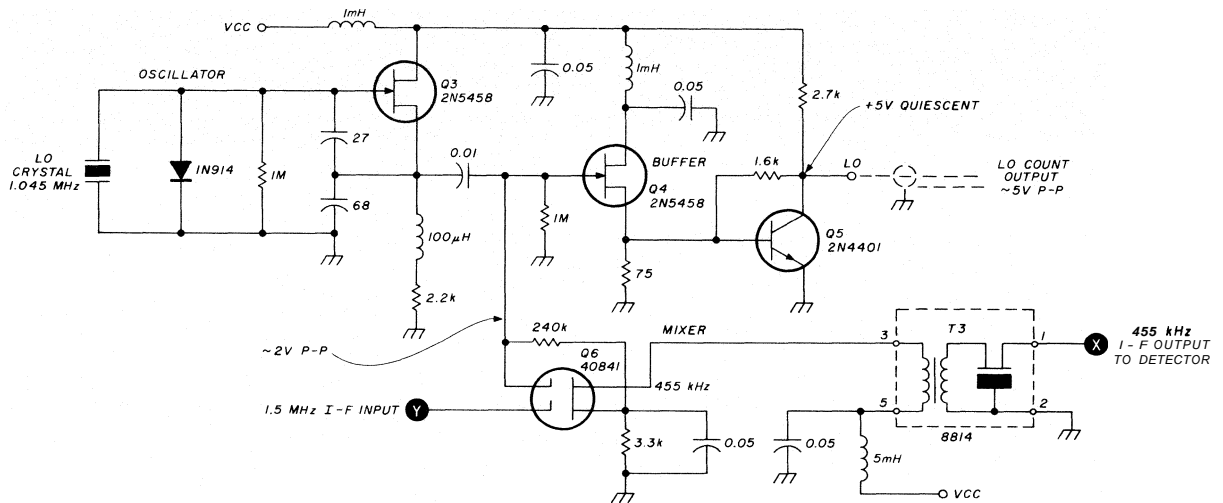 1mH
VCC
OSCILLATOR
Q3
2N5458
0.05
1mH
0.05
2.7k
+5V QUIESCENT
LO
CRYSTAL
1.045 MHz
1N914
1M
27
68
0.01
BUFFER
Q4
2N5458
1.6k
LO
LO COUNT
OUTPUT
~5V P-P
1M
Q5
2N4401
100μH
75
2.2k
~2V P-P
240k
MIXER
Q6
40841
455 kHz
3
T3
1
X
455 kHz
I-F OUTPUT
TO DETECTOR
1.5 MHz I-F INPUT
Y
5
2
8814
3.3k
0.05
0.05
5mH
VCC